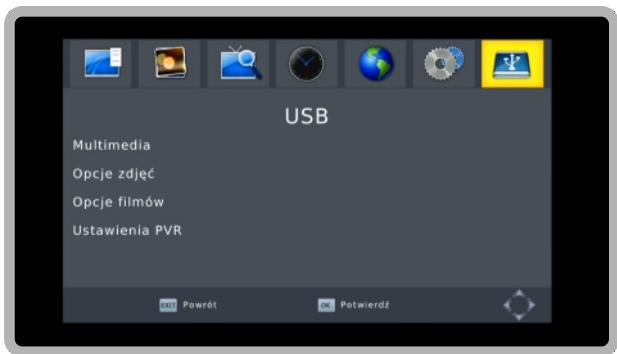 USB
Multimedia
Opcje zdjęć
Opcje filmów
Ustawienia PVR
EXIT Powrót OK Potwierdź